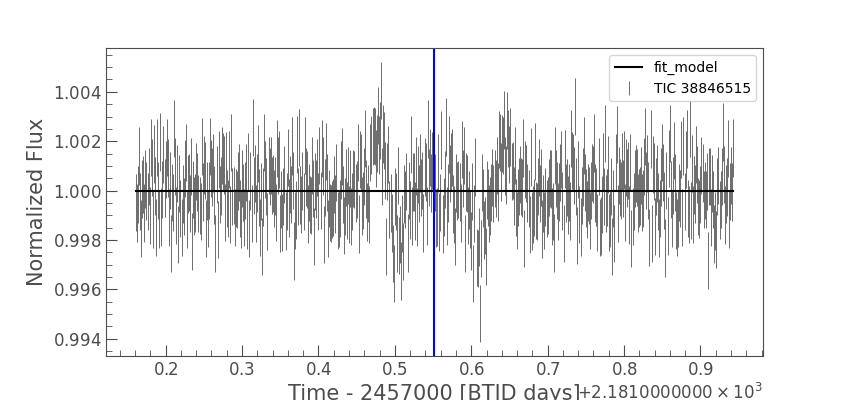 fit_model
TIC 38846515
Normalized Flux
1.004
1.002
1.000
0.998
0.996
0.994
0.2 0.3 0.4 0.5 0.6 0.7 0.8 0.9
Time - 2457000 [BTJD days]
+2.1810000000 × 10³